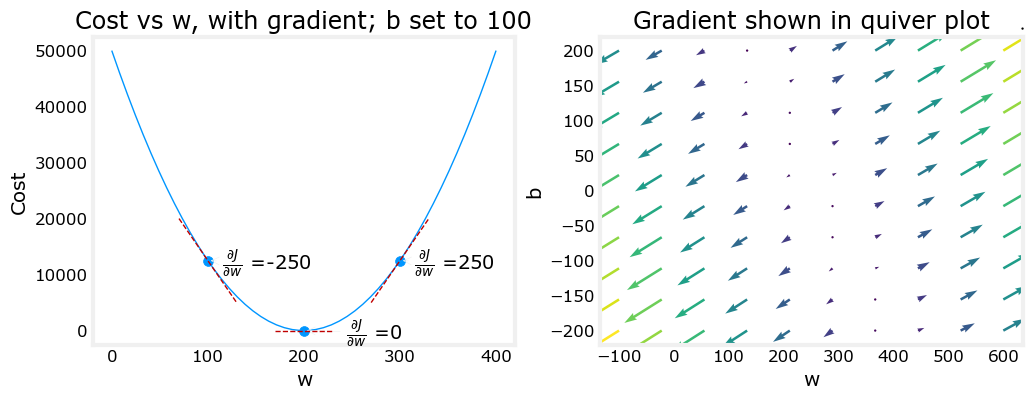 Cost vs w, with gradient; b set to 100
50000
40000
30000
20000
10000
0
Cost
∂J/∂w =-250
∂J/∂w =250
∂J/∂w =0
0 100 200 300 400
w
Gradient shown in quiver plot
200
150
100
50
0
−50
−100
−150
−200
b
−100 0 100 200 300 400 500 600
w